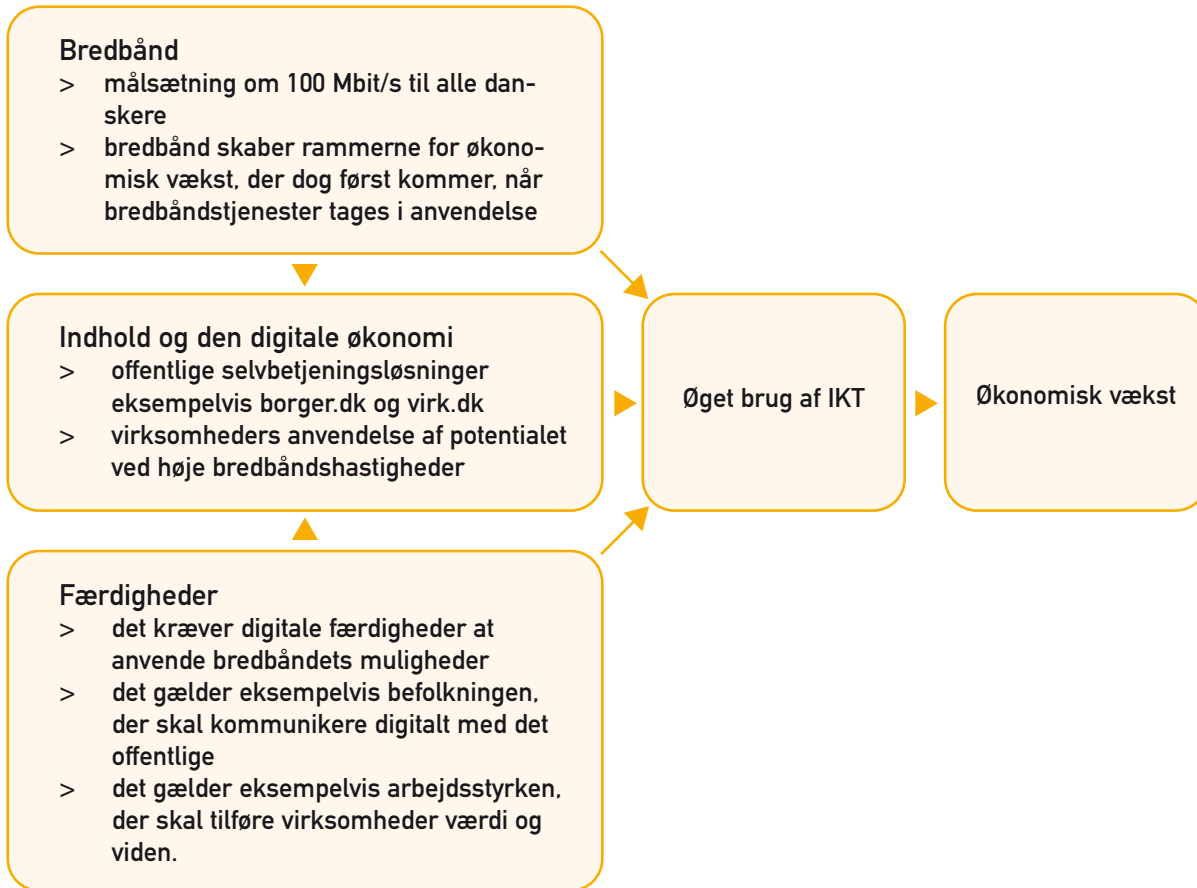 Bredbånd
> målsætning om 100 Mbit/s til alle dan-
skere
> bredbånd skaber rammerne for økono-
misk vækst, der dog først kommer, når
bredbåndstjenester tages i anvendelse
Indhold og den digitale økonomi
> offentlige selvbetjeningsløsninger
eksempelvis borger.dk og virk.dk
> virksomheders anvendelse af potentialet
ved høje bredbåndshastigheder
Øget brug af IKT
Økonomisk vækst
Færdigheder
> det kræver digitale færdigheder at
anvende bredbåndets muligheder
> det gælder eksempelvis befolkningen,
der skal kommunikere digitalt med det
offentlige
> det gælder eksempelvis arbejdsstyrken,
der skal tilføre virksomheder værdi og
viden.